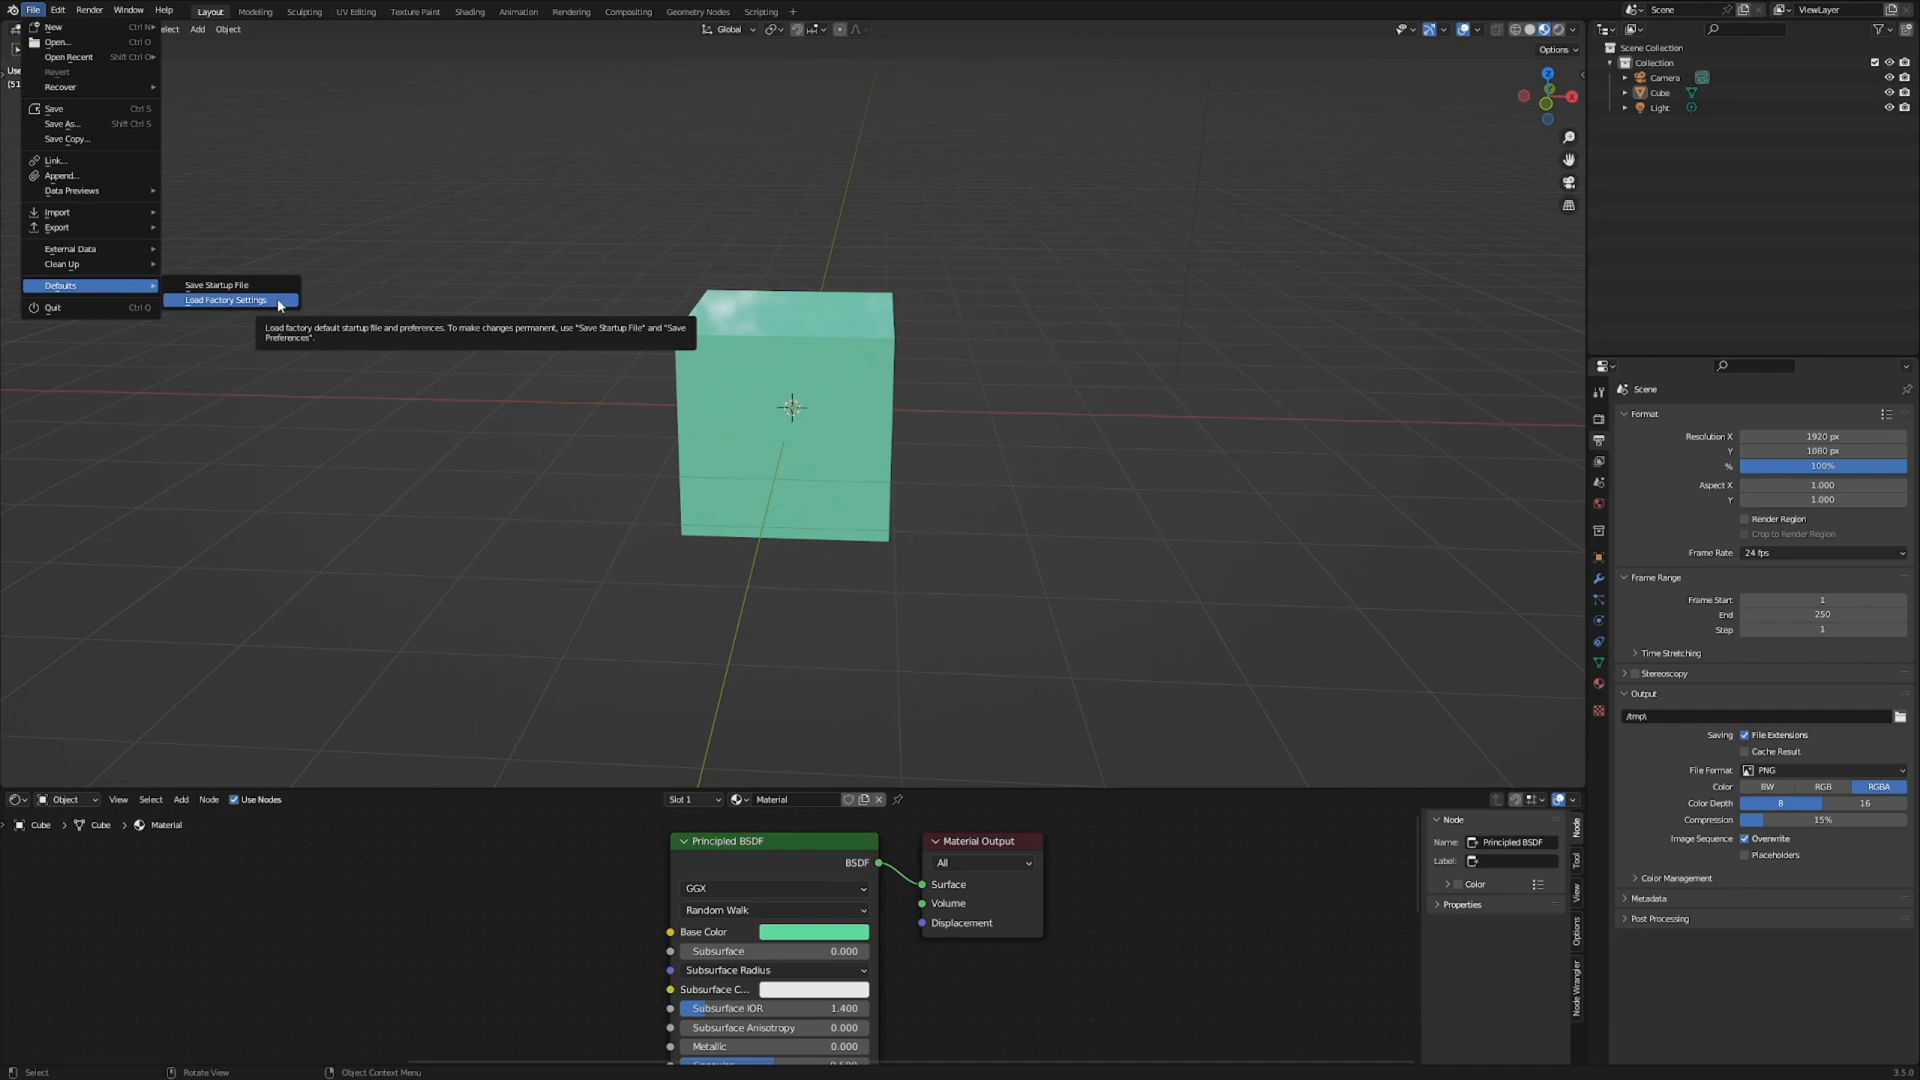 File Edit Render Window Help Layout Modeling Sculpting UV Editing Texture Paint Shading Animation Rendering Compositing Geometry Nodes Scripting + Scene ViewLayer
Add Object Global
Options
New Ctrl N
Open... Ctrl O
Open Recent Shift Ctrl O
Revert
Recover
Save Ctrl S
Save As... Shift Ctrl S
Save Copy...
Link...
Append...
Data Previews
Import
Export
External Data
Clean Up
Defaults
Quit Ctrl Q
Save Startup File
Load Factory Settings
Load factory default startup file and preferences. To make changes permanent, use "Save Startup File" and "Save
Preferences".
Z
X
Scene Collection
Collection
Camera
Cube
Light
Scene
Format
Resolution X 1920 px
Y 1080 px
% 100%
Aspect X 1.000
Y 1.000
Render Region
Crop to Render Region
Frame Rate 24 fps
Frame Range
Frame Start 1
End 250
Step 1
Time Stretching
Stereoscopy
Output
/tmp\
Saving File Extensions
Cache Result
File Format PNG
Color BW RGB RGBA
Color Depth 8 16
Compression 15%
Image Sequence Overwrite
Placeholders
Color Management
Metadata
Post Processing
Object View Select Add Node Use Nodes Slot 1 Material
Cube > Cube > Material
Principled BSDF
BSDF
GGX
Random Walk
Base Color
Subsurface 0.000
Subsurface Radius
Subsurface C...
Subsurface IOR 1.400
Subsurface Anisotropy 0.000
Metallic 0.000
Material Output
All
Surface
Volume
Displacement
Node
Name: Principled BSDF
Label:
Color
Properties
Node
Tool
View
Options
Node Wrangler
Select Rotate View Object Context Menu 3.5.0